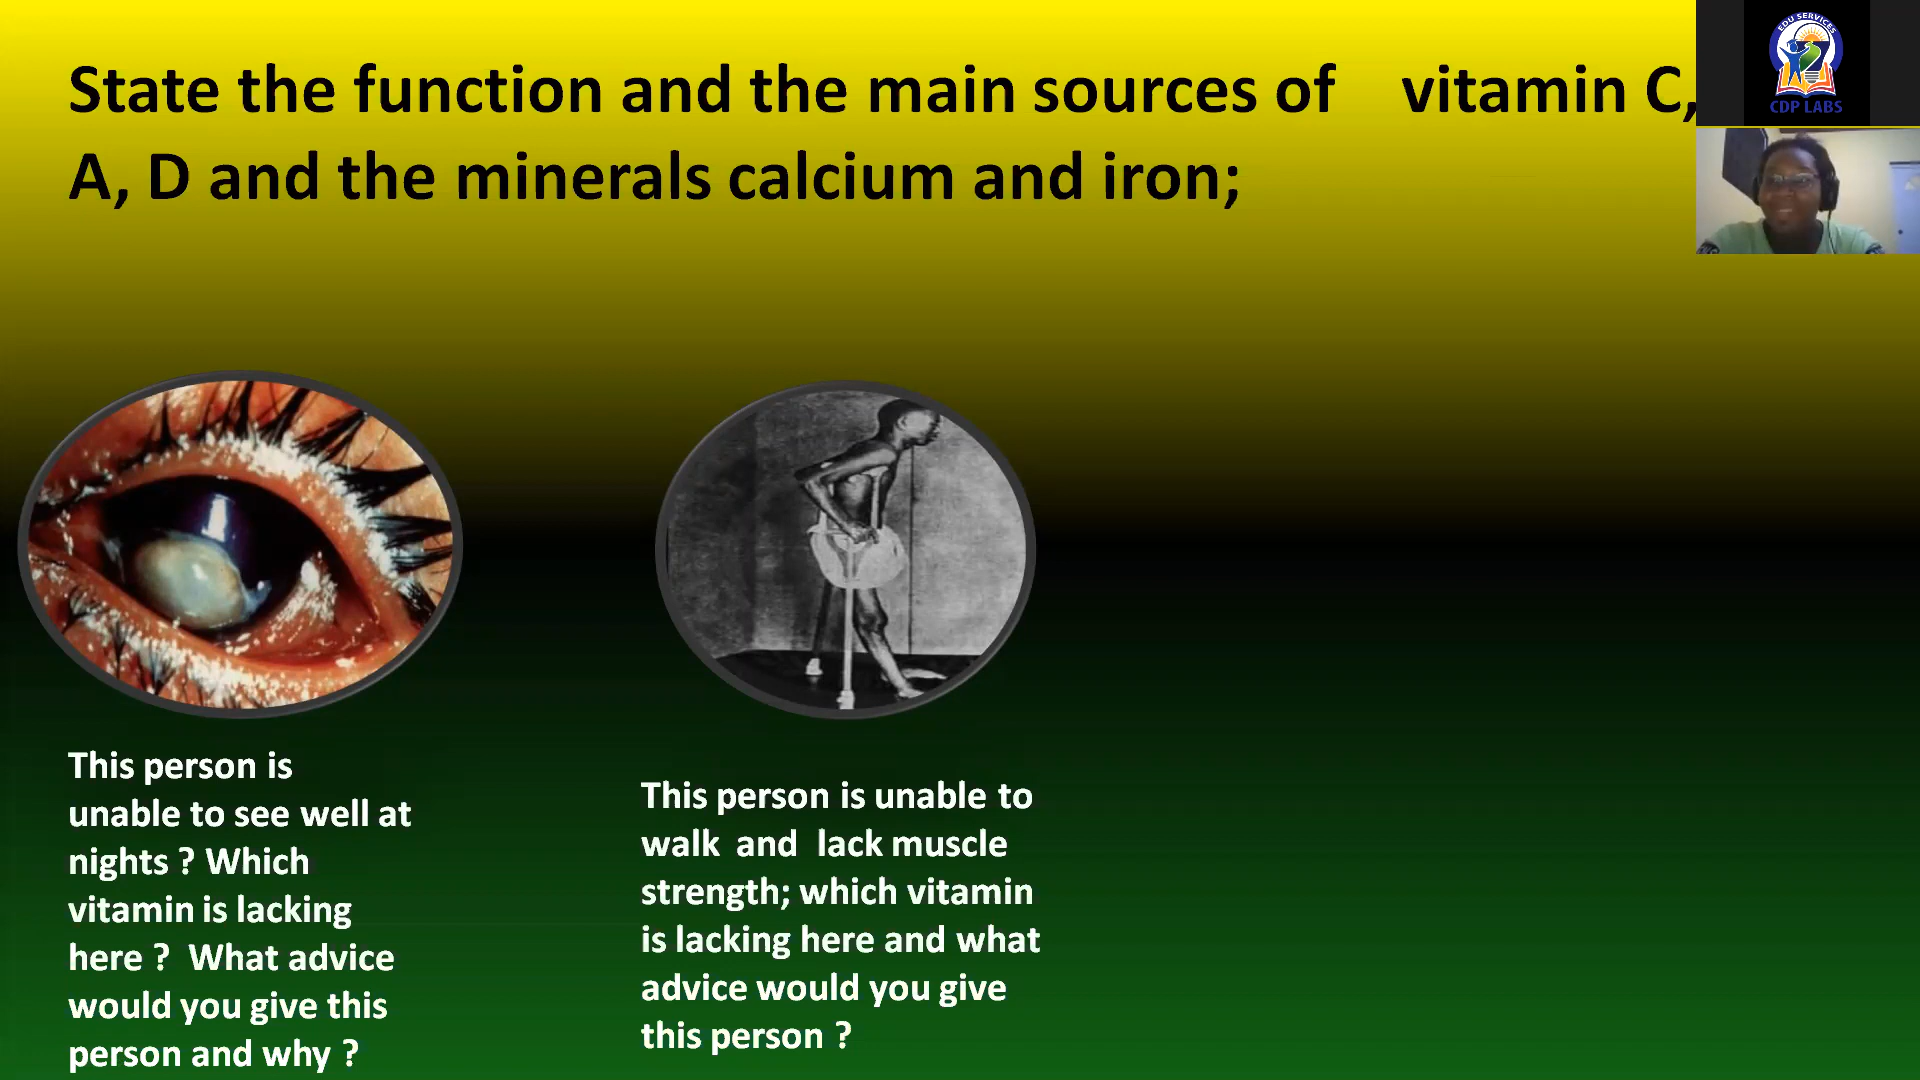 State the function and the main sources of vitamin C,
A, D and the minerals calcium and iron;
EDU SERVICES
CDP LABS
This person is
unable to see well at
nights ? Which
vitamin is lacking
here ? What advice
would you give this
person and why ?
This person is unable to
walk and lack muscle
strength; which vitamin
is lacking here and what
advice would you give
this person ?